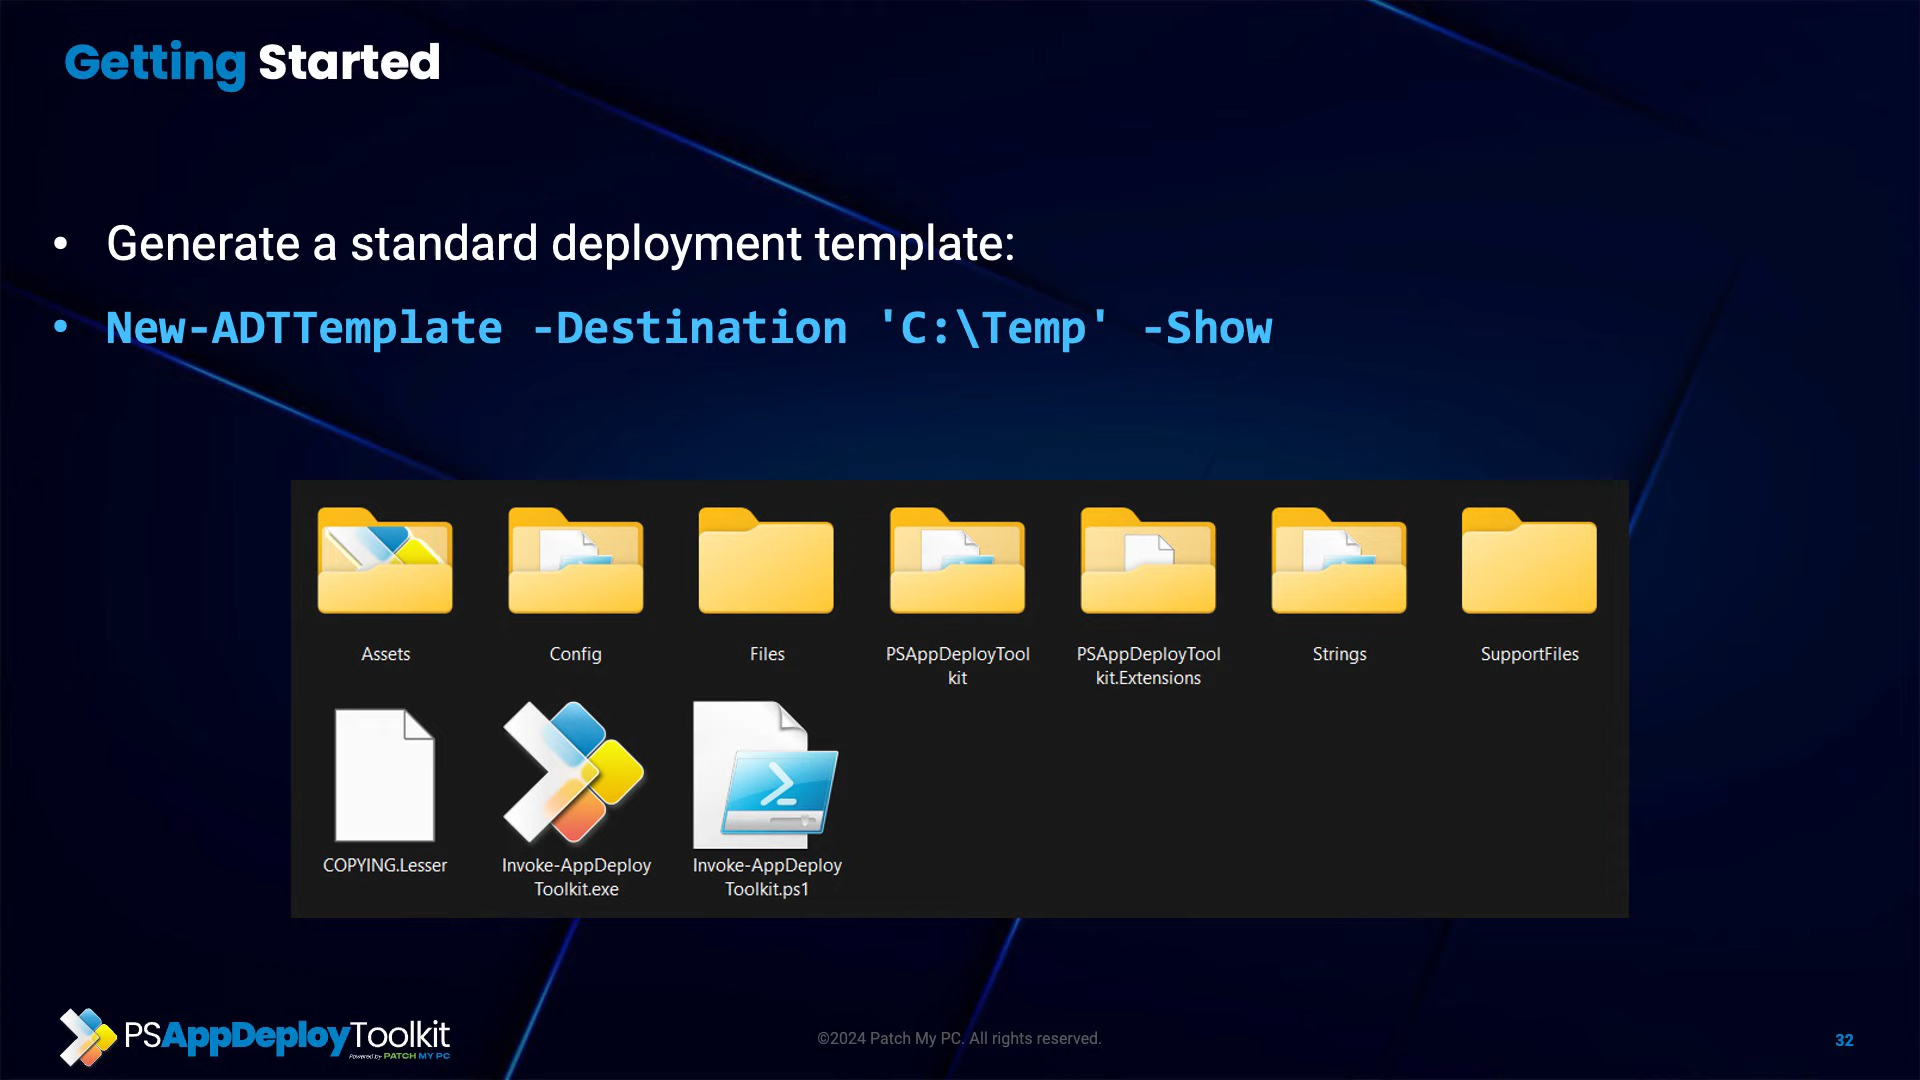 Getting Started
• Generate a standard deployment template:
• New-ADTTemplate -Destination 'C:\Temp' -Show
Assets
Config
Files
PSAppDeployTool
kit
PSAppDeployTool
kit.Extensions
Strings
SupportFiles
COPYING.Lesser
Invoke-AppDeploy
Toolkit.exe
Invoke-AppDeploy
Toolkit.ps1
PSAppDeployToolkit
Powered by PATCH MY PC
©2024 Patch My PC. All rights reserved.
32